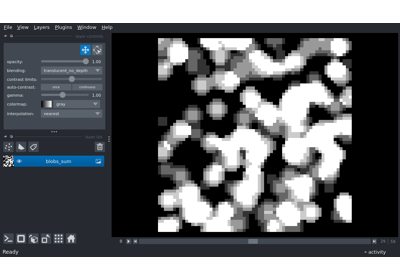 File View Layers Plugins Window Help
opacity: 1.00
blending: translucent_no_depth
contrast limits:
auto-contrast: once continuous
gamma: 1.00
colormap: gray
interpolation: nearest
blobs_sum
Ready activity